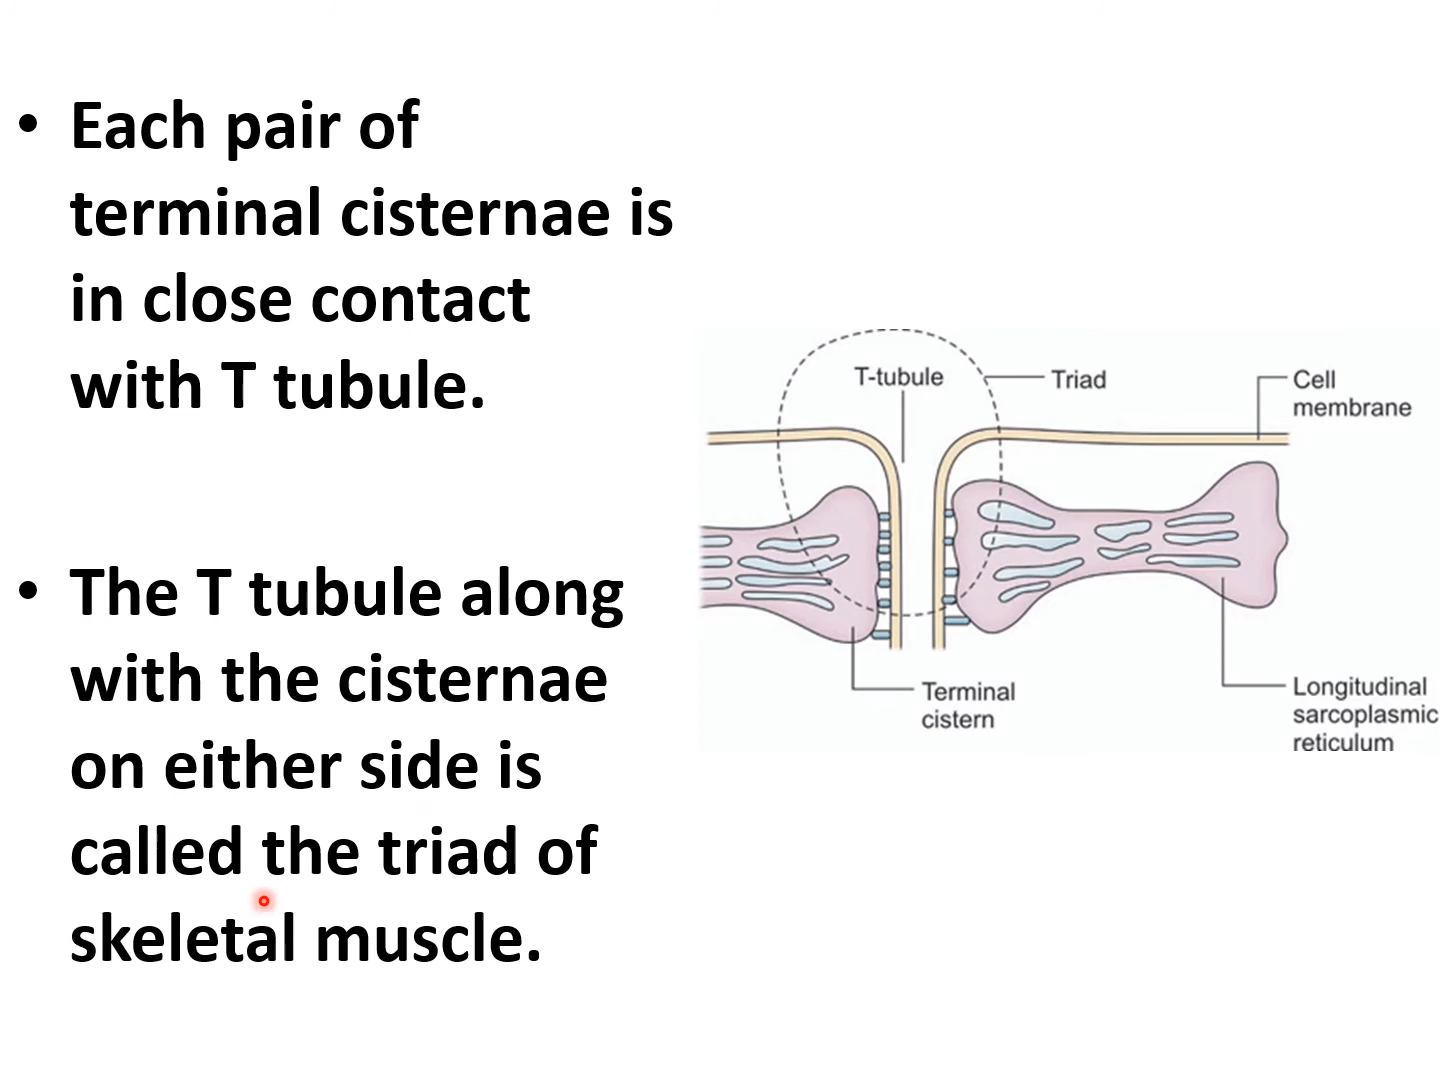 • Each pair of
terminal cisternae is
in close contact
with T tubule.
• The T tubule along
with the cisternae
on either side is
called the triad of
skeletal muscle.
T-tubule
Triad
Cell
membrane
Terminal
cistern
Longitudinal
sarcoplasmic
reticulum